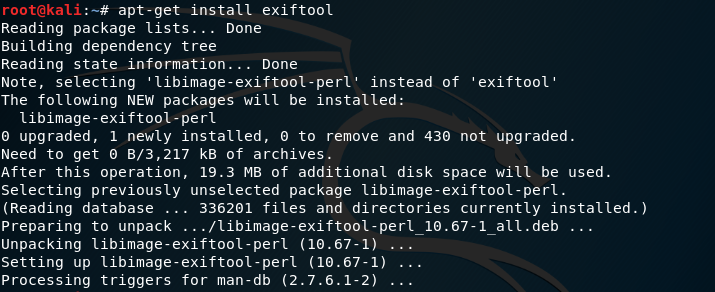 root@kali:~# apt-get install exiftool
Reading package lists... Done
Building dependency tree
Reading state information... Done
Note, selecting 'libimage-exiftool-perl' instead of 'exiftool'
The following NEW packages will be installed:
  libimage-exiftool-perl
0 upgraded, 1 newly installed, 0 to remove and 430 not upgraded.
Need to get 0 B/3,217 kB of archives.
After this operation, 19.3 MB of additional disk space will be used.
Selecting previously unselected package libimage-exiftool-perl.
(Reading database ... 336201 files and directories currently installed.)
Preparing to unpack .../libimage-exiftool-perl_10.67-1_all.deb ...
Unpacking libimage-exiftool-perl (10.67-1) ...
Setting up libimage-exiftool-perl (10.67-1) ...
Processing triggers for man-db (2.7.6.1-2) ...